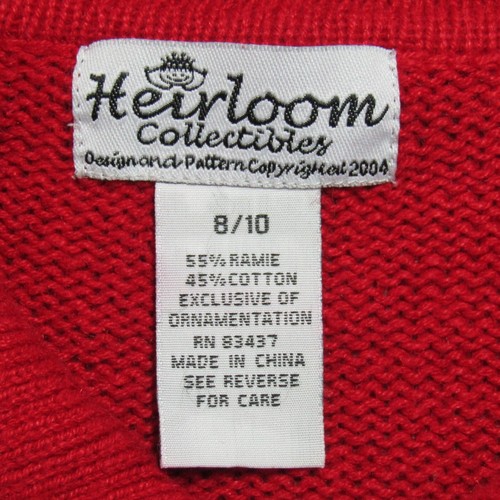 Heirloom
Collectibles
Design and Pattern Copyrighted 2004
8/10
55% RAMIE
45% COTTON
EXCLUSIVE OF
ORNAMENTATION
RN 83437
MADE IN CHINA
SEE REVERSE
FOR CARE